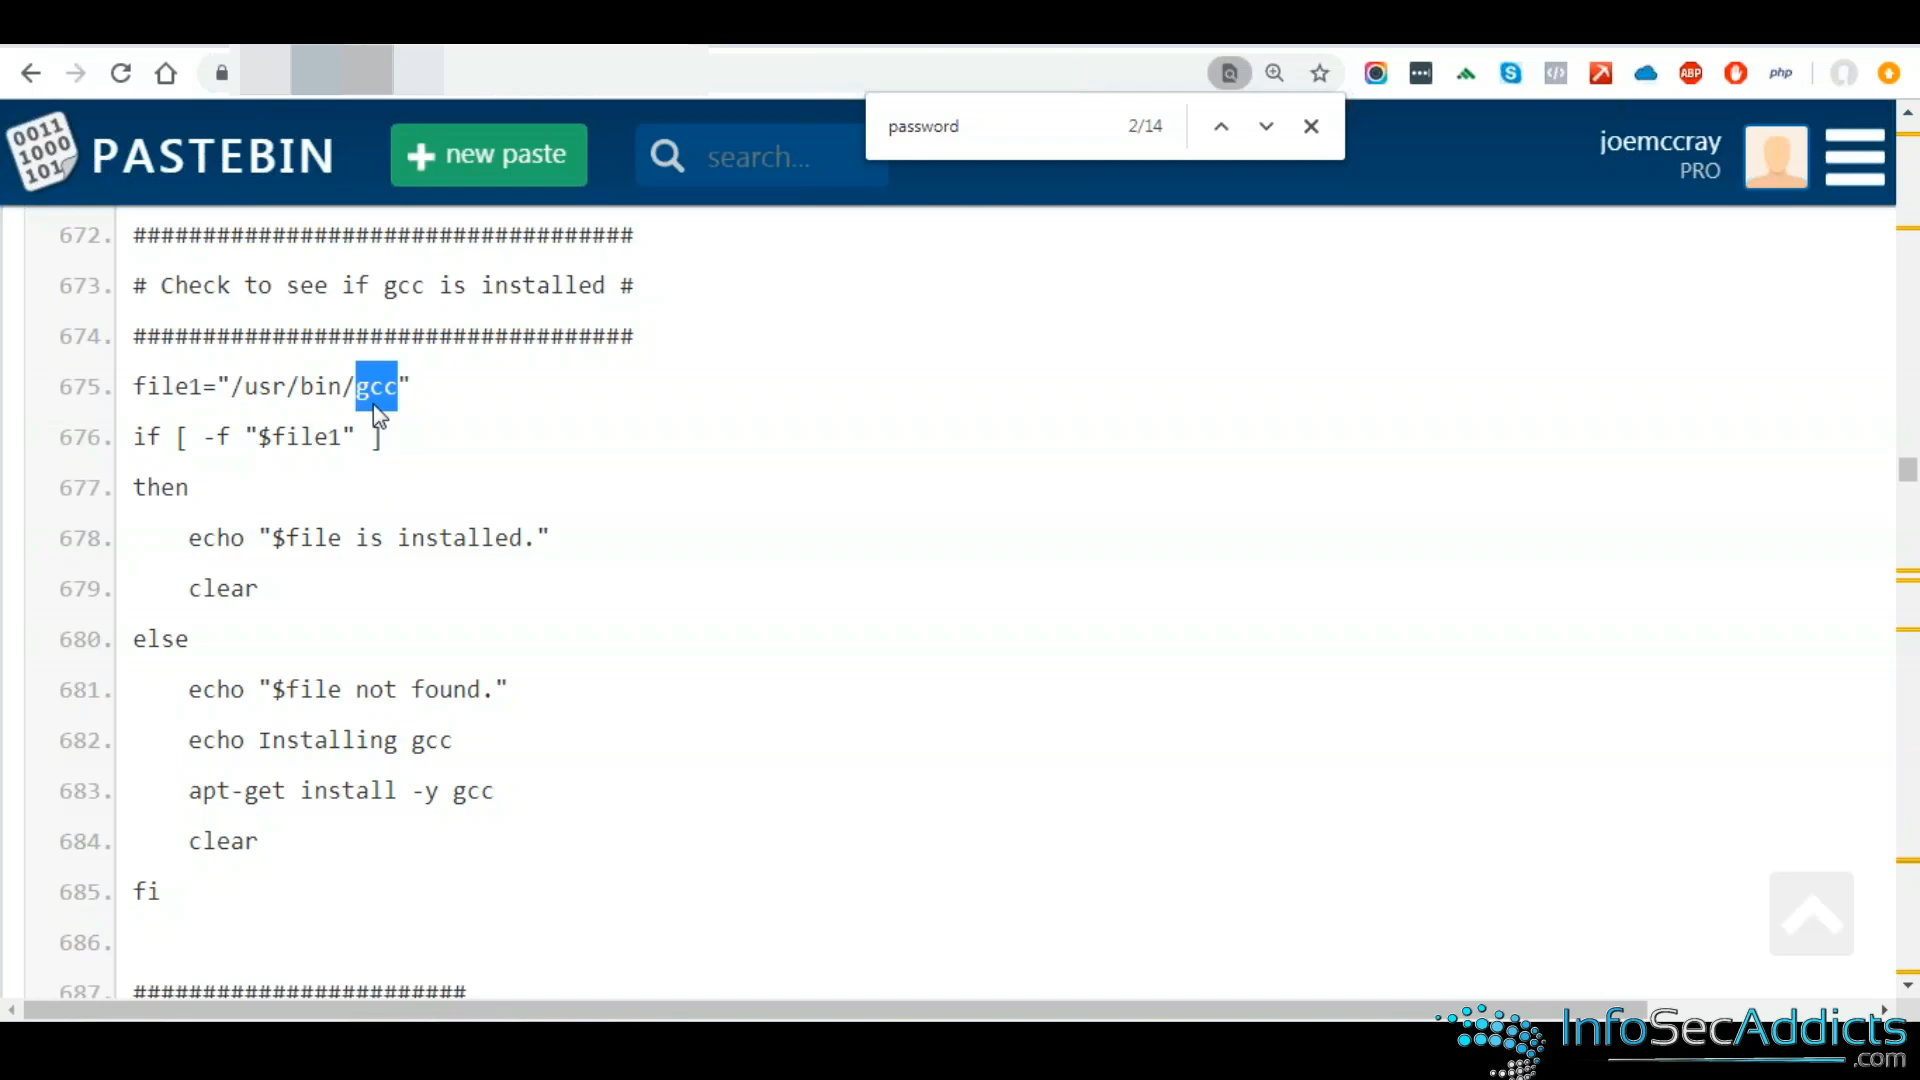 ABP
php
password 2/14
0011
1000
101
PASTEBIN
+ new paste
search...
joemccray
PRO
672. ####################################
673. # Check to see if gcc is installed #
674. ####################################
675. file1="/usr/bin/gcc"
676. if [ -f "$file1" ]
677. then
678.     echo "$file is installed."
679.     clear
680. else
681.     echo "$file not found."
682.     echo Installing gcc
683.     apt-get install -y gcc
684.     clear
685. fi
686.
687. ########################
InfoSecAddicts
.com